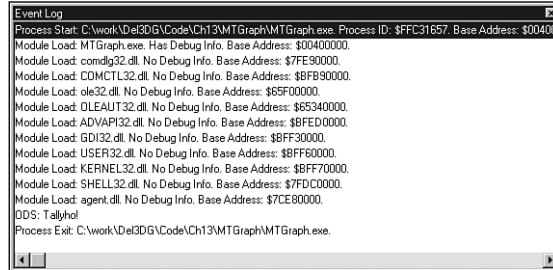 Event Log
Process Start: C:\work\Del3DG\Code\Ch13\MTGraph\MTGraph.exe. Process ID: $FFC31657. Base Address: $0040
Module Load: MTGraph.exe. Has Debug Info. Base Address: $00400000.
Module Load: comdlg32.dll. No Debug Info. Base Address: $7FE90000.
Module Load: COMCTL32.dll. No Debug Info. Base Address: $BFB90000.
Module Load: ole32.dll. No Debug Info. Base Address: $65F00000.
Module Load: OLEAUT32.dll. No Debug Info. Base Address: $65340000.
Module Load: ADVAPI32.dll. No Debug Info. Base Address: $BFED0000.
Module Load: GDI32.dll. No Debug Info. Base Address: $BFF30000.
Module Load: USER32.dll. No Debug Info. Base Address: $BFF60000.
Module Load: KERNEL32.dll. No Debug Info. Base Address: $BFF70000.
Module Load: SHELL32.dll. No Debug Info. Base Address: $7FDC0000.
Module Load: agent.dll. No Debug Info. Base Address: $7CE80000.
ODS: Tallyho!
Process Exit: C:\work\Del3DG\Code\Ch13\MTGraph\MTGraph.exe.